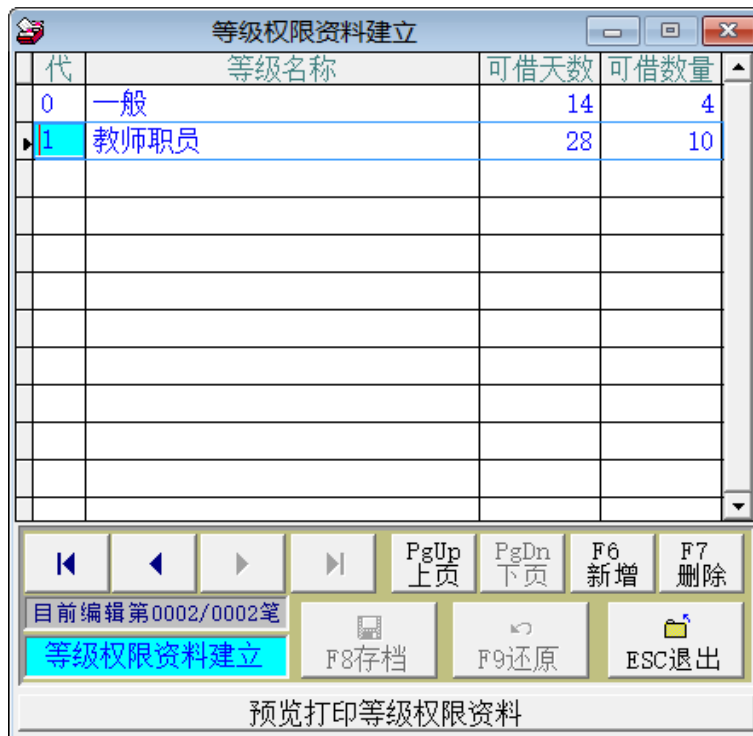 等级权限资料建立
代 等级名称 可借天数 可借数量
0 一般 14 4
1 教师职员 28 10
PgUp 上页 PgDn 下页 F6 新增 F7 删除
目前编辑第0002/0002笔
等级权限资料建立 F8存档 F9还原 ESC退出
预览打印等级权限资料